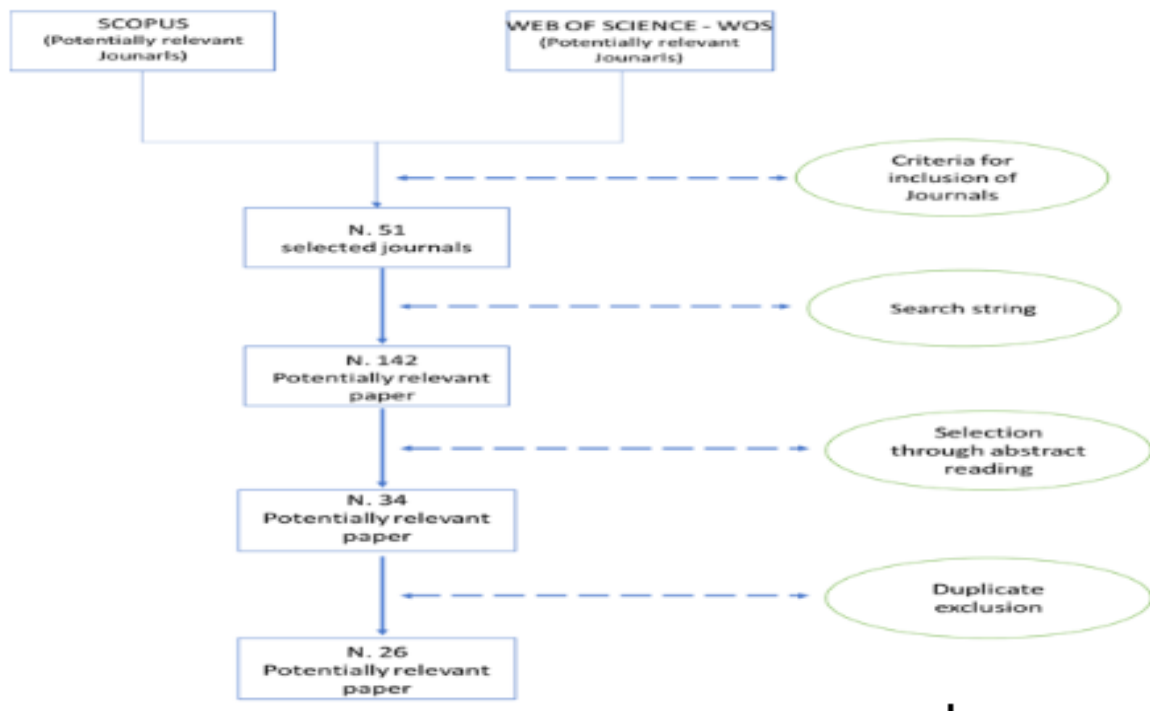 SCOPUS
(Potentially relevant
Jounarls)
WEB OF SCIENCE - WOS
(Potentially relevant
Jounarls)
Criteria for
inclusion of
Journals
N. 51
selected journals
Search string
N. 142
Potentially relevant
paper
Selection
through abstract
reading
N. 34
Potentially relevant
paper
Duplicate
exclusion
N. 26
Potentially relevant
paper